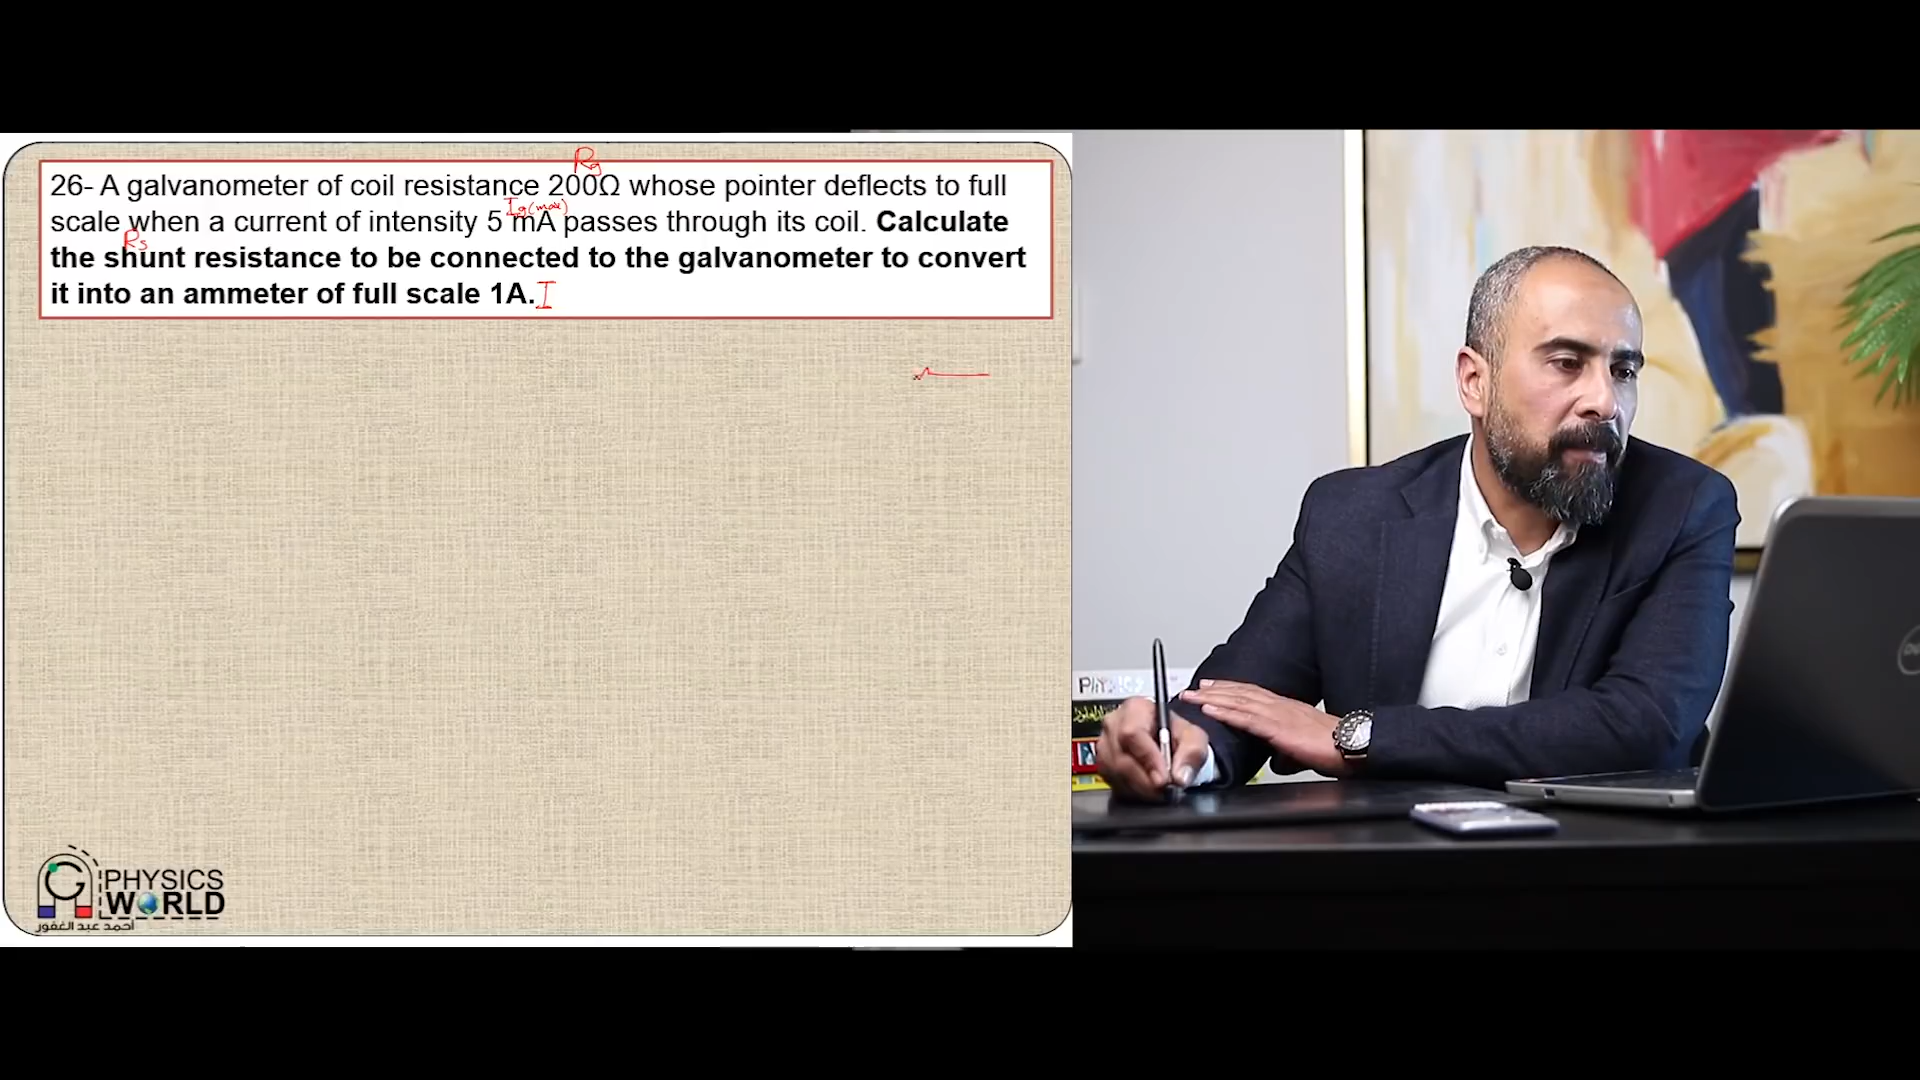 26- A galvanometer of coil resistance 200Ω whose pointer deflects to full
scale when a current of intensity 5 mA passes through its coil. Calculate
the shunt resistance to be connected to the galvanometer to convert
it into an ammeter of full scale 1A. I
Rg
Ig(max)
Rs
PHYSICS
WORLD
أحمد عبد الغفور